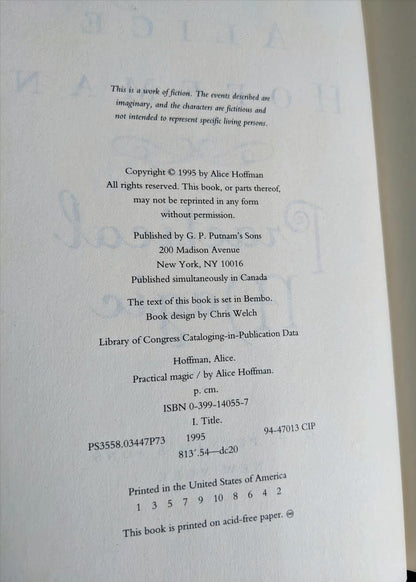 This is a work of fiction. The events described are
imaginary, and the characters are fictitious and
not intended to represent specific living persons.
Copyright © 1995 by Alice Hoffman
All rights reserved. This book, or parts thereof,
may not be reprinted in any form
without permission.
Published by G. P. Putnam's Sons
200 Madison Avenue
New York, NY 10016
Published simultaneously in Canada
The text of this book is set in Bembo.
Book design by Chris Welch
Library of Congress Cataloging-in-Publication Data
Hoffman, Alice.
Practical magic / by Alice Hoffman.
p. cm.
ISBN 0-399-14055-7
I. Title.
PS3558.03447P73 1995 94-47013 CIP
813'.54—dc20
Printed in the United States of America
1 3 5 7 9 10 8 6 4 2
This book is printed on acid-free paper. ♾
ALICE
HOFFMAN
Practical
Magic